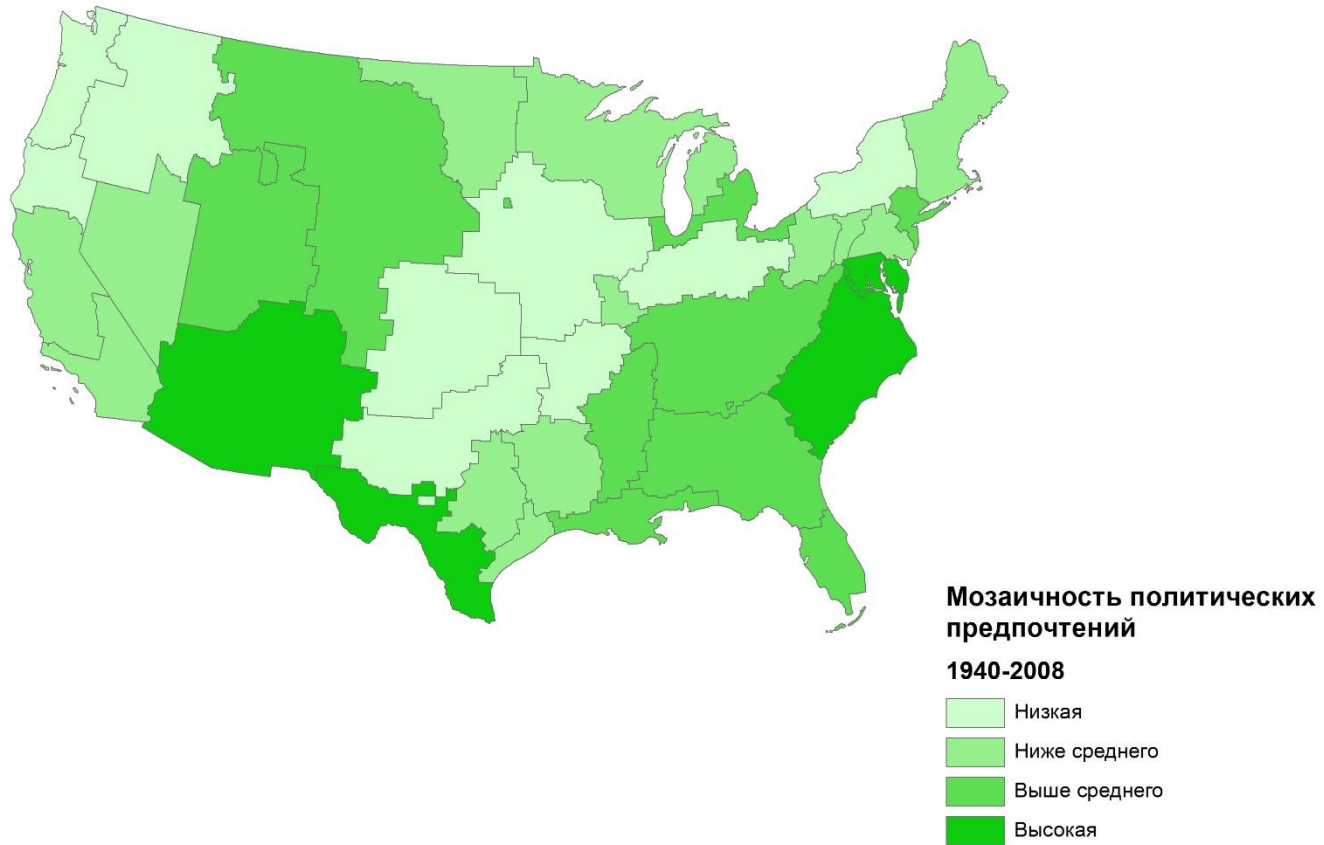 Мозаичность политических
предпочтений
1940-2008
Низкая
Ниже среднего
Выше среднего
Высокая